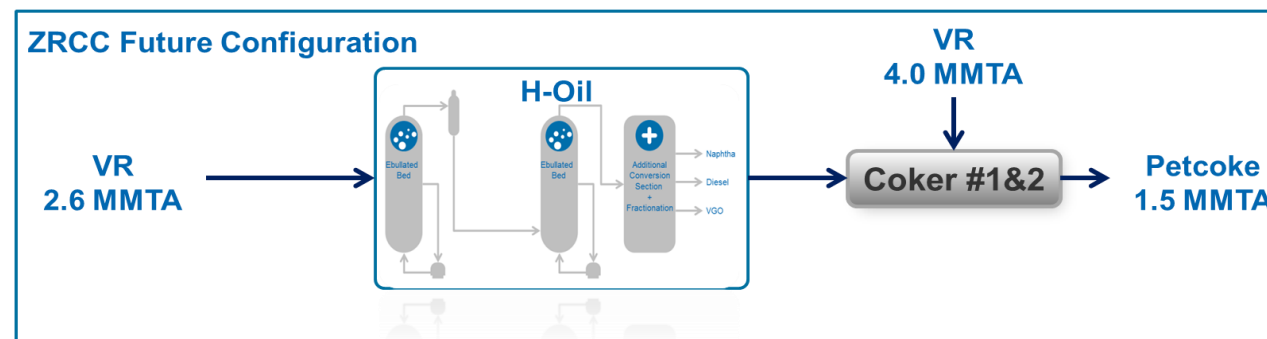 ZRCC Future Configuration
VR
2.6 MMTA
H-Oil
Ebullated
Bed
Ebullated
Bed
Additional
Conversion
Section
+
Fractionation
Naphtha
Diesel
VGO
VR
4.0 MMTA
Coker #1&2
Petcoke
1.5 MMTA